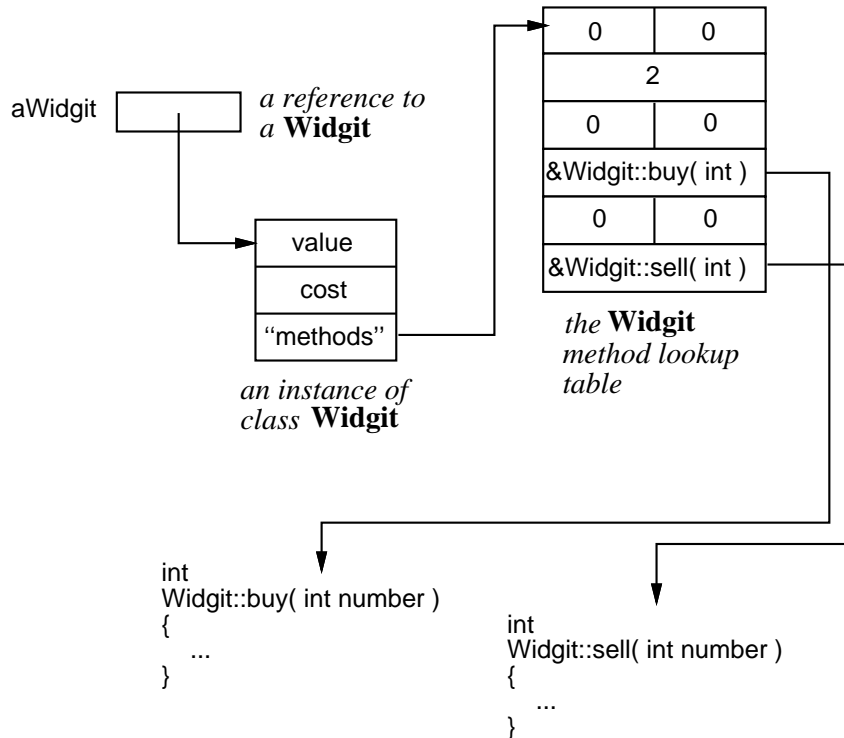 aWidgit
a reference to
a Widgit
value
cost
‘‘methods’’
an instance of
class Widgit
0 0
2
0 0
&Widgit::buy( int )
0 0
&Widgit::sell( int )
the Widgit
method lookup
table
int
Widgit::buy( int number )
{
...
}
int
Widgit::sell( int number )
{
...
}